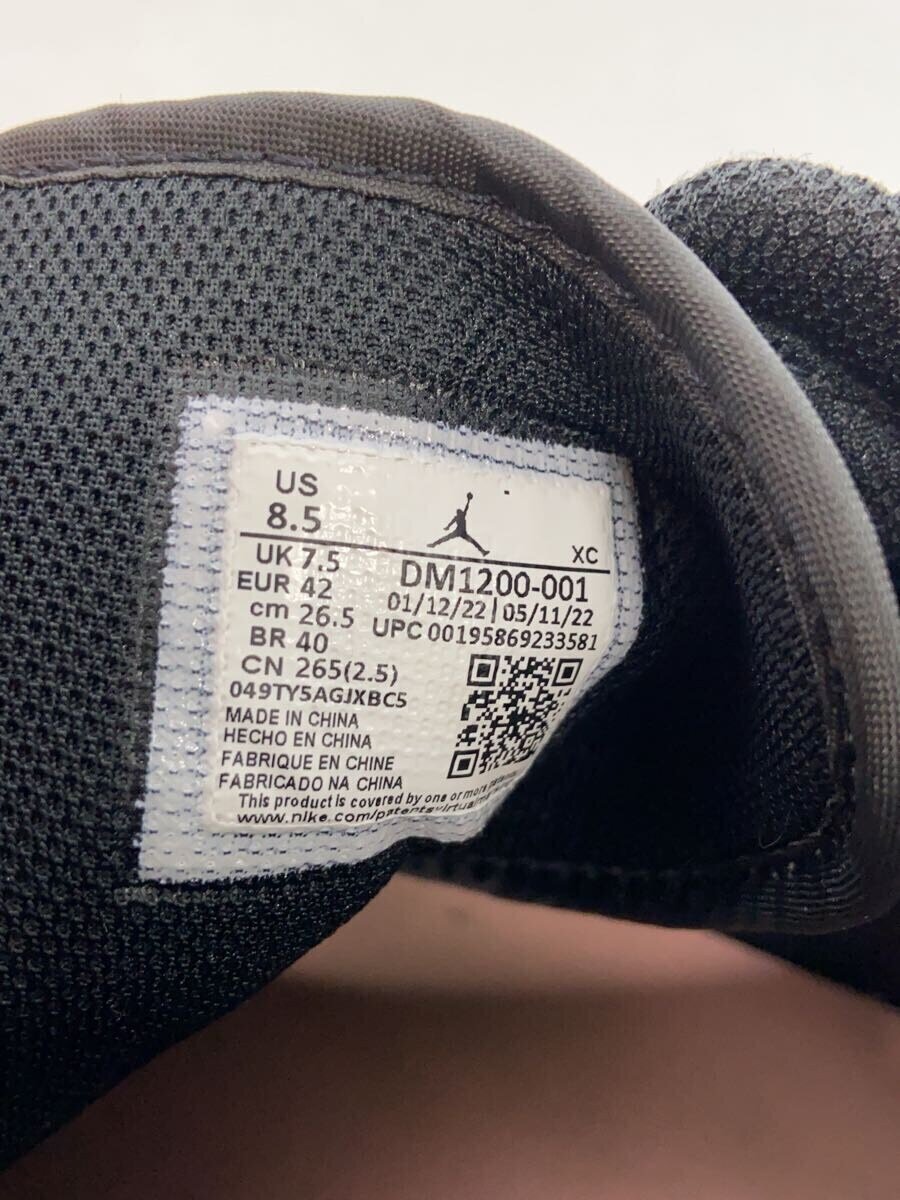 US
8.5
XC
UK 7.5
EUR 42
cm 26.5
BR 40
CN 265(2.5)
DM1200-001
01/12/22 | 05/11/22
UPC 00195869233581
049TY5AGJXBC5
MADE IN CHINA
HECHO EN CHINA
FABRIQUE EN CHINE
FABRICADO NA CHINA
This product is covered by one or more
www.nike.com/patentsvirtual